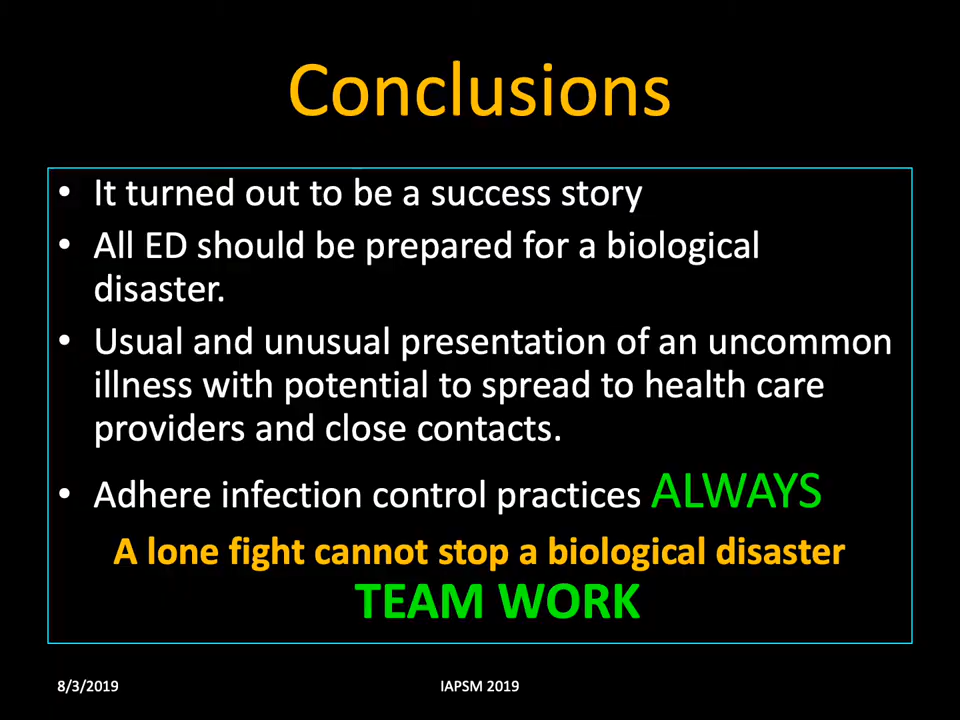 Conclusions
• It turned out to be a success story
• All ED should be prepared for a biological
disaster.
• Usual and unusual presentation of an uncommon
illness with potential to spread to health care
providers and close contacts.
• Adhere infection control practices ALWAYS
A lone fight cannot stop a biological disaster
TEAM WORK
8/3/2019 IAPSM 2019